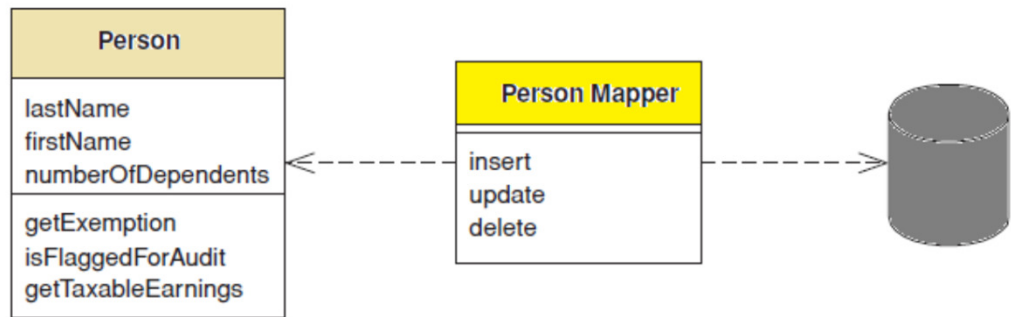 Person
lastName
firstName
numberOfDependents
getExemption
isFlaggedForAudit
getTaxableEarnings
Person Mapper
insert
update
delete